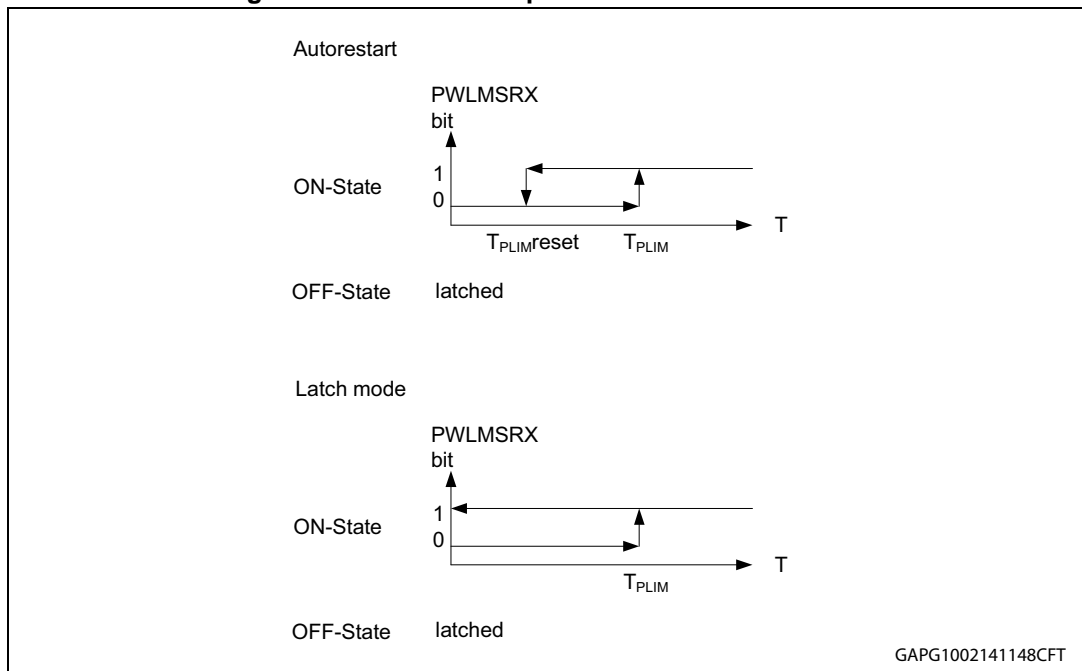 Autorestart
PWLMSRX
bit
1
ON-State
0
T
TPLIMreset TPLIM
OFF-State latched
Latch mode
PWLMSRX
bit
1
ON-State
0
T
TPLIM
OFF-State latched
GAPG1002141148CFT